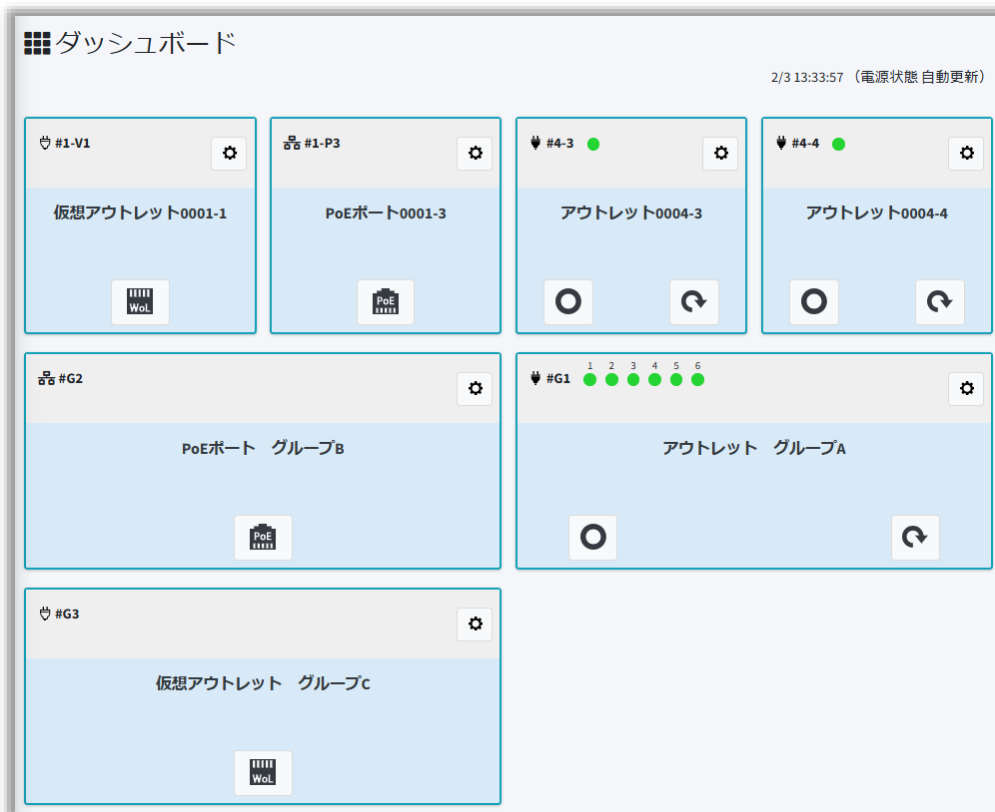 ダッシュボード
2/3 13:33:57 （電源状態 自動更新）
#1-V1
仮想アウトレット0001-1
WoL
#1-P3
PoEポート0001-3
PoE
#4-3
アウトレット0004-3
#4-4
アウトレット0004-4
#G2
PoEポート　グループB
PoE
#G1
1 2 3 4 5 6
アウトレット　グループA
#G3
仮想アウトレット　グループC
WoL